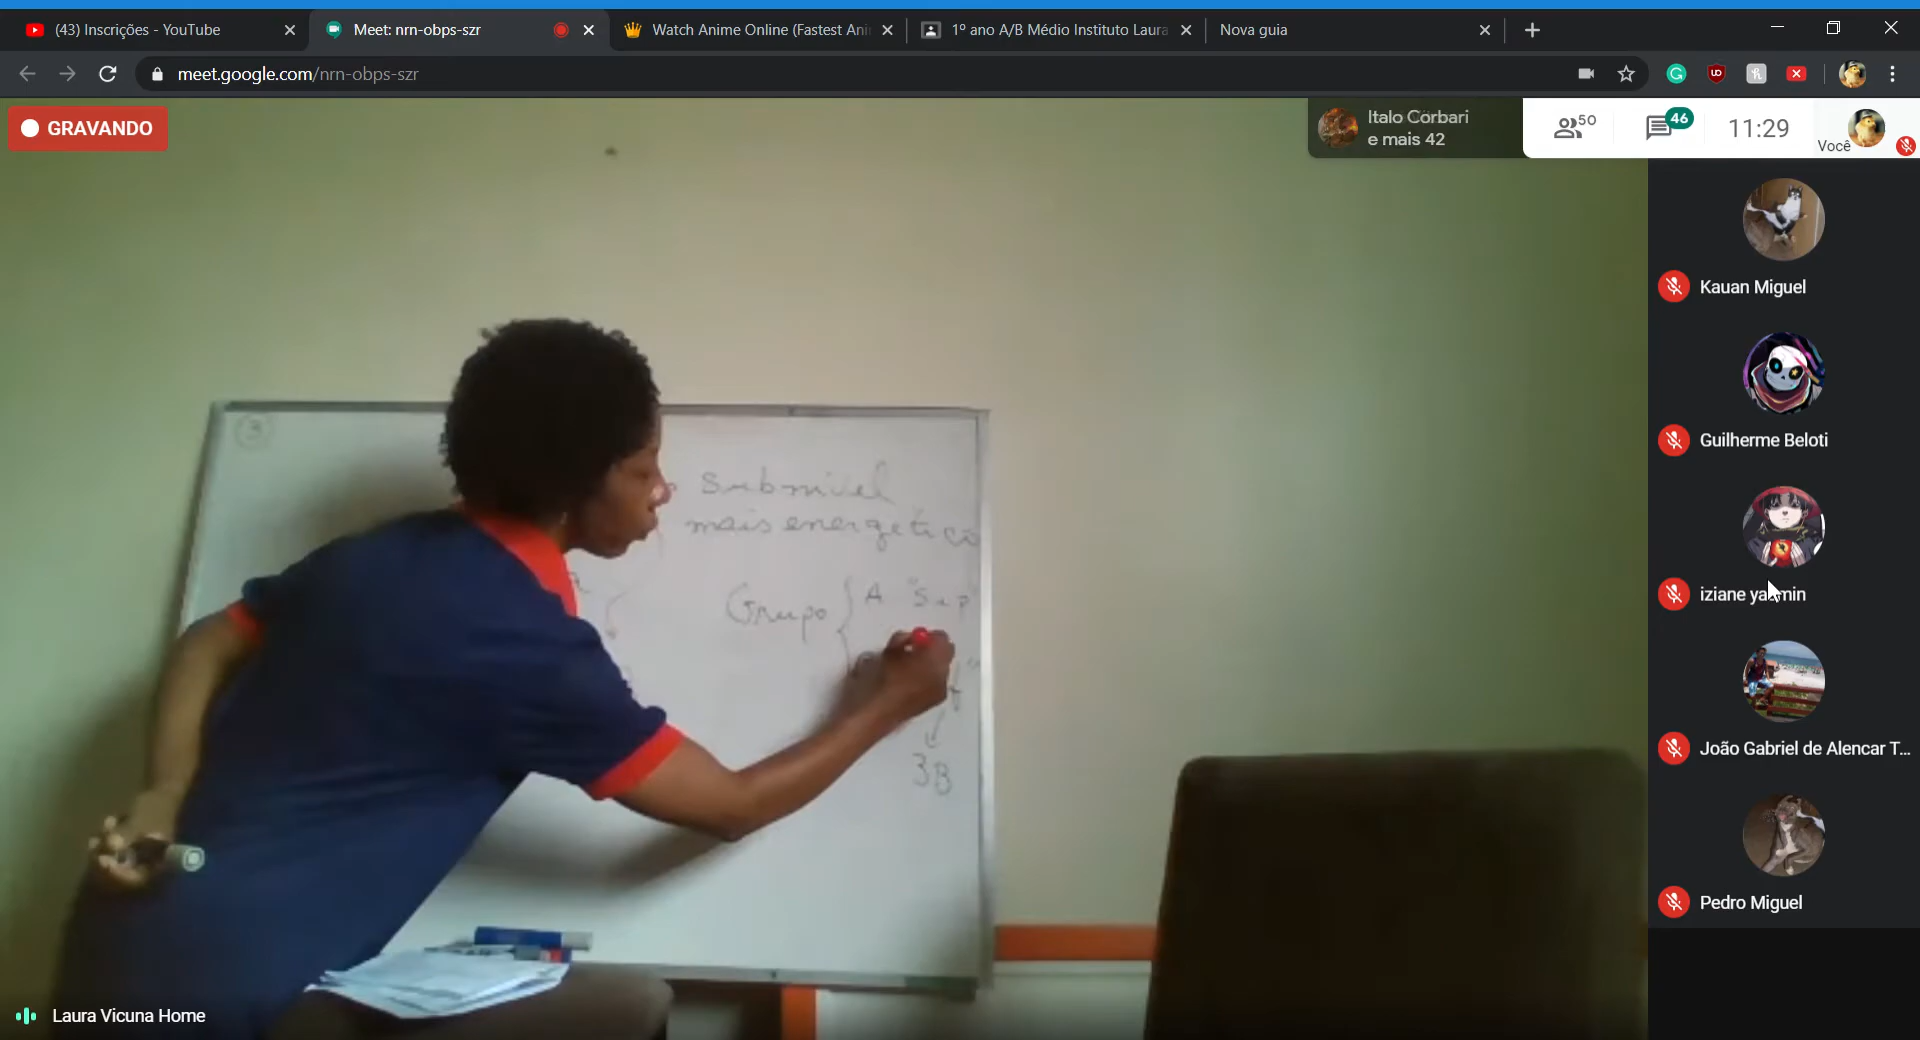 (43) Inscrições - YouTube
Meet: nrn-obps-szr
Watch Anime Online (Fastest Ani
1º ano A/B Médio Instituto Laura
Nova guia
meet.google.com/nrn-obps-szr
GRAVANDO
Italo Corbari
e mais 42
50
46
11:29
Você
Kauan Miguel
Guilherme Beloti
iziane yasmin
João Gabriel de Alencar T...
Pedro Miguel
3
Subnível
mais energético
Grupo { A "s e p"
f
3B
Laura Vicuna Home